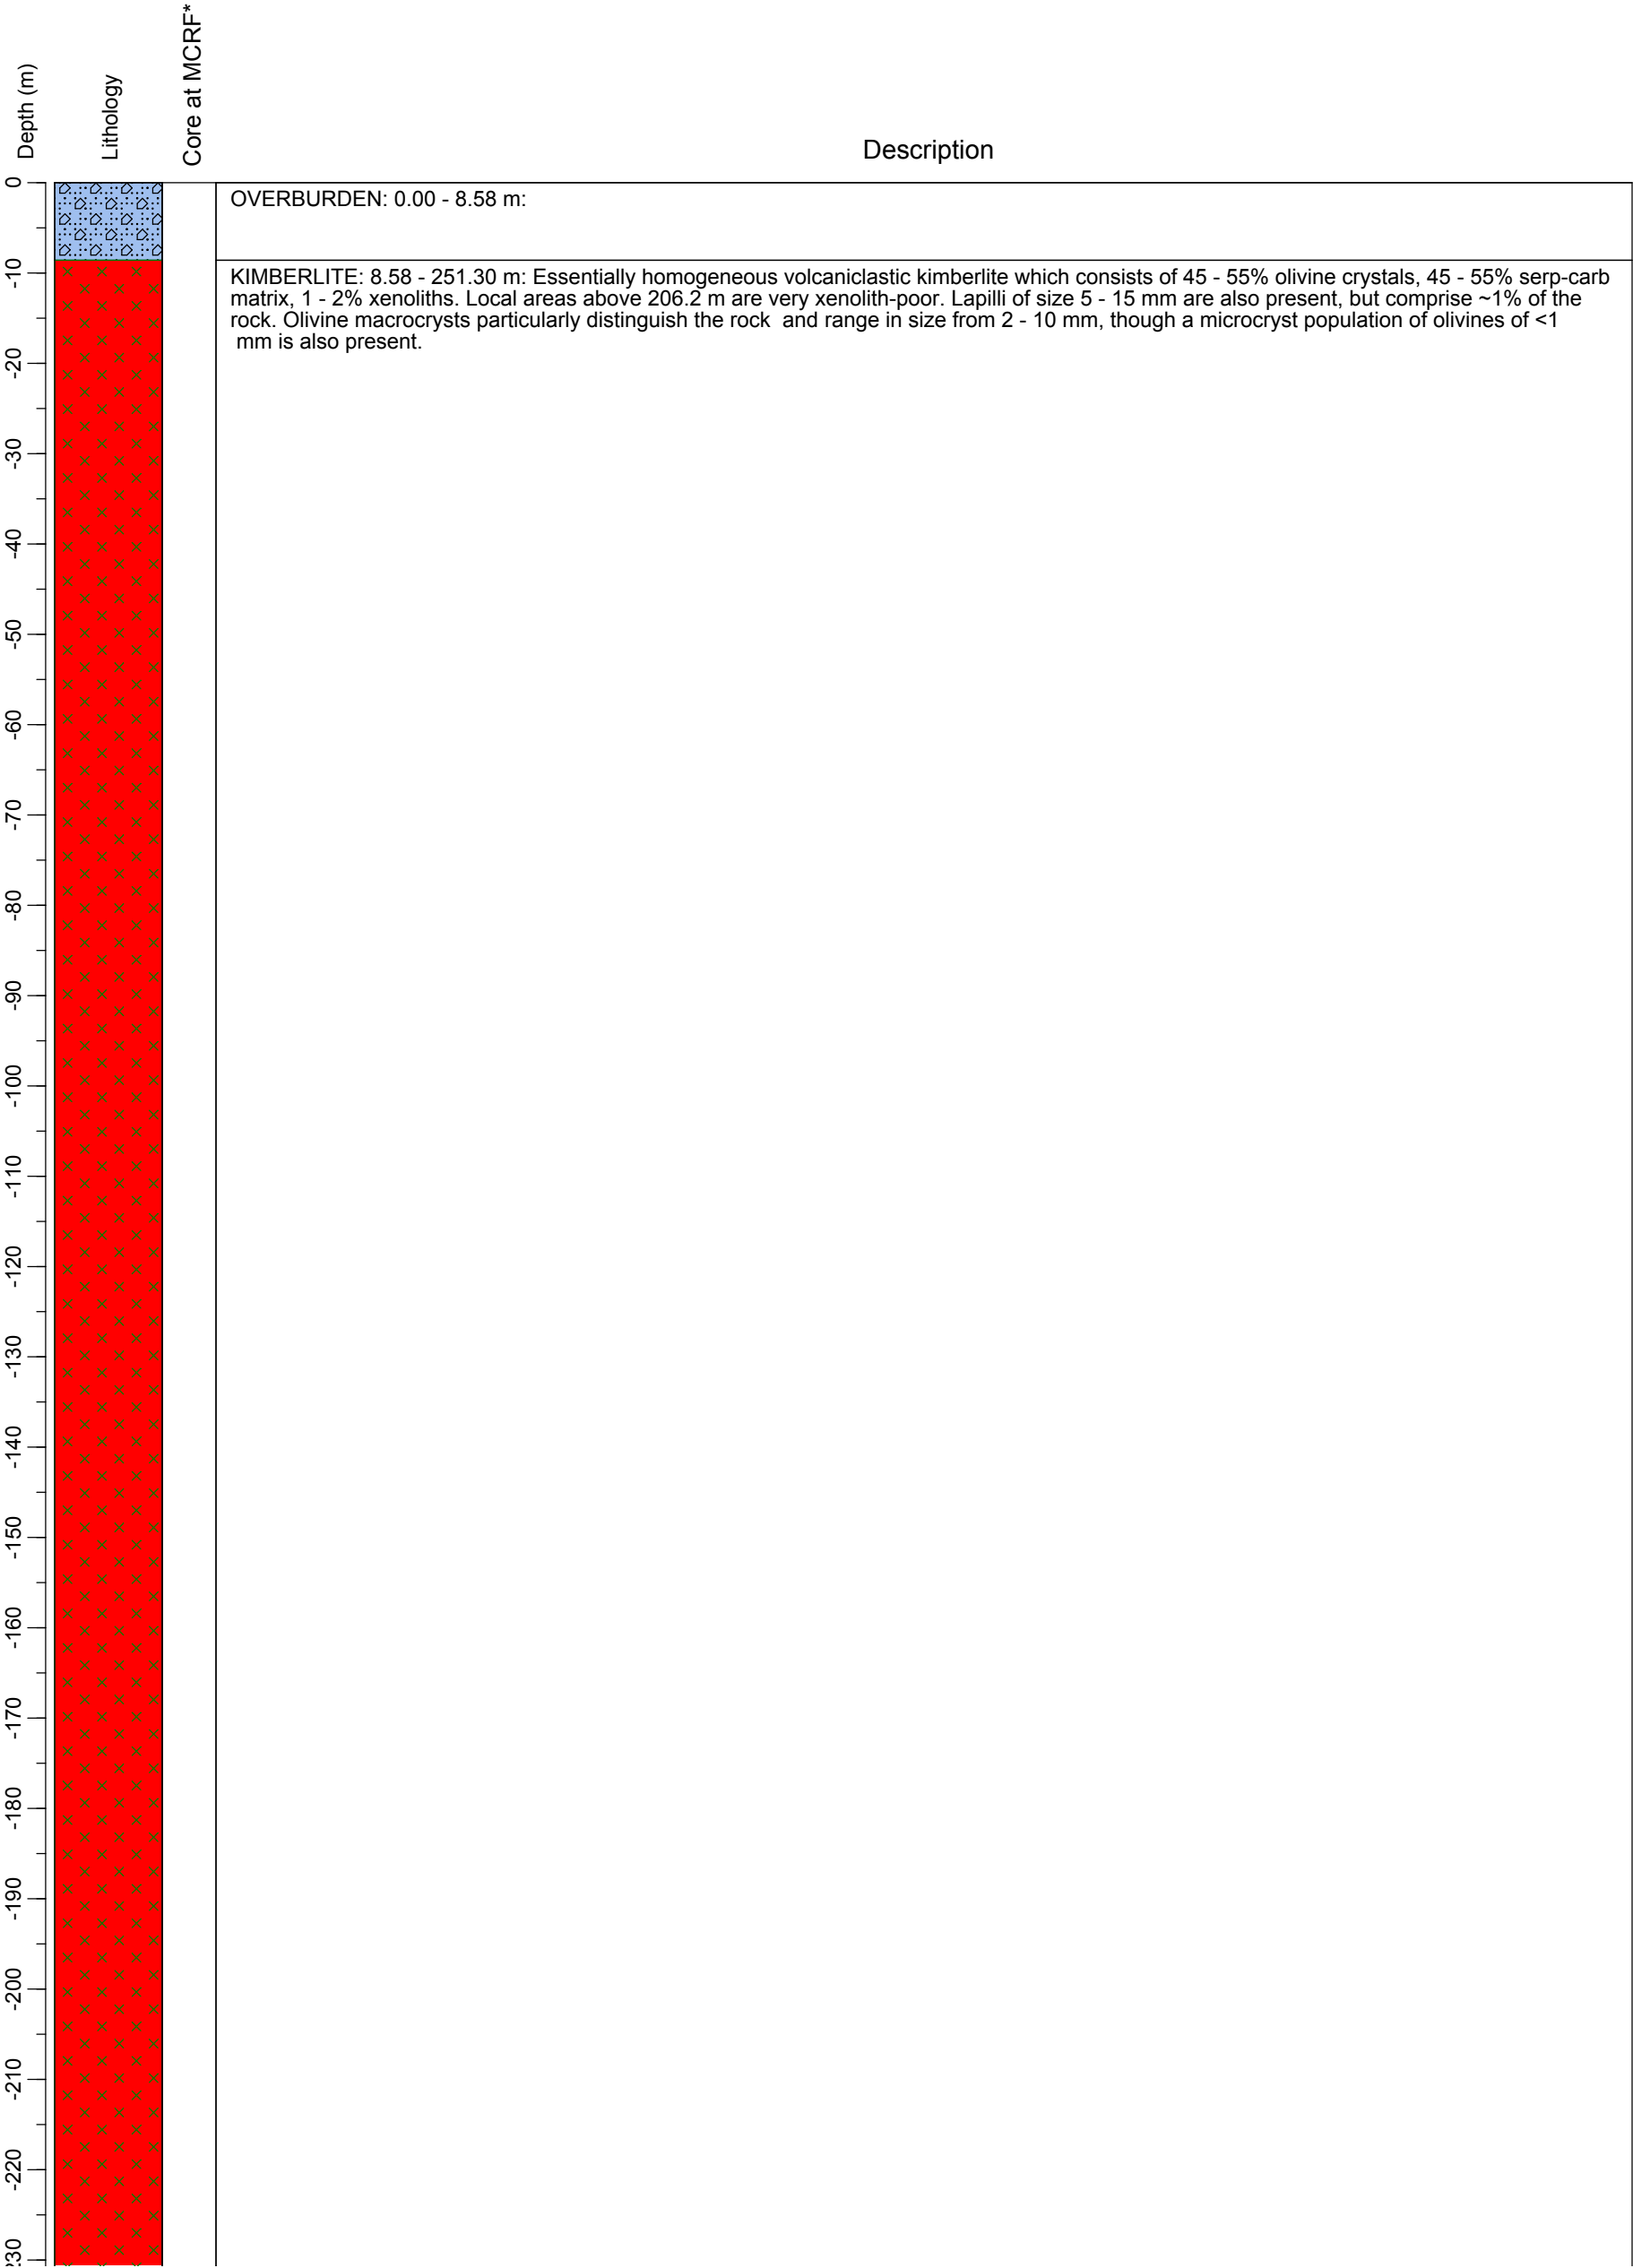 Depth (m)
Lithology
Core at MCRF*
Description
0
OVERBURDEN: 0.00 - 8.58 m:
-10
KIMBERLITE: 8.58 - 251.30 m: Essentially homogeneous volcaniclastic kimberlite which consists of 45 - 55% olivine crystals, 45 - 55% serp-carb
matrix, 1 - 2% xenoliths. Local areas above 206.2 m are very xenolith-poor. Lapilli of size 5 - 15 mm are also present, but comprise ~1% of the
rock. Olivine macrocrysts particularly distinguish the rock  and range in size from 2 - 10 mm, though a microcryst population of olivines of <1
mm is also present.
-20
-30
-40
-50
-60
-70
-80
-90
-100
-110
-120
-130
-140
-150
-160
-170
-180
-190
-200
-210
-220